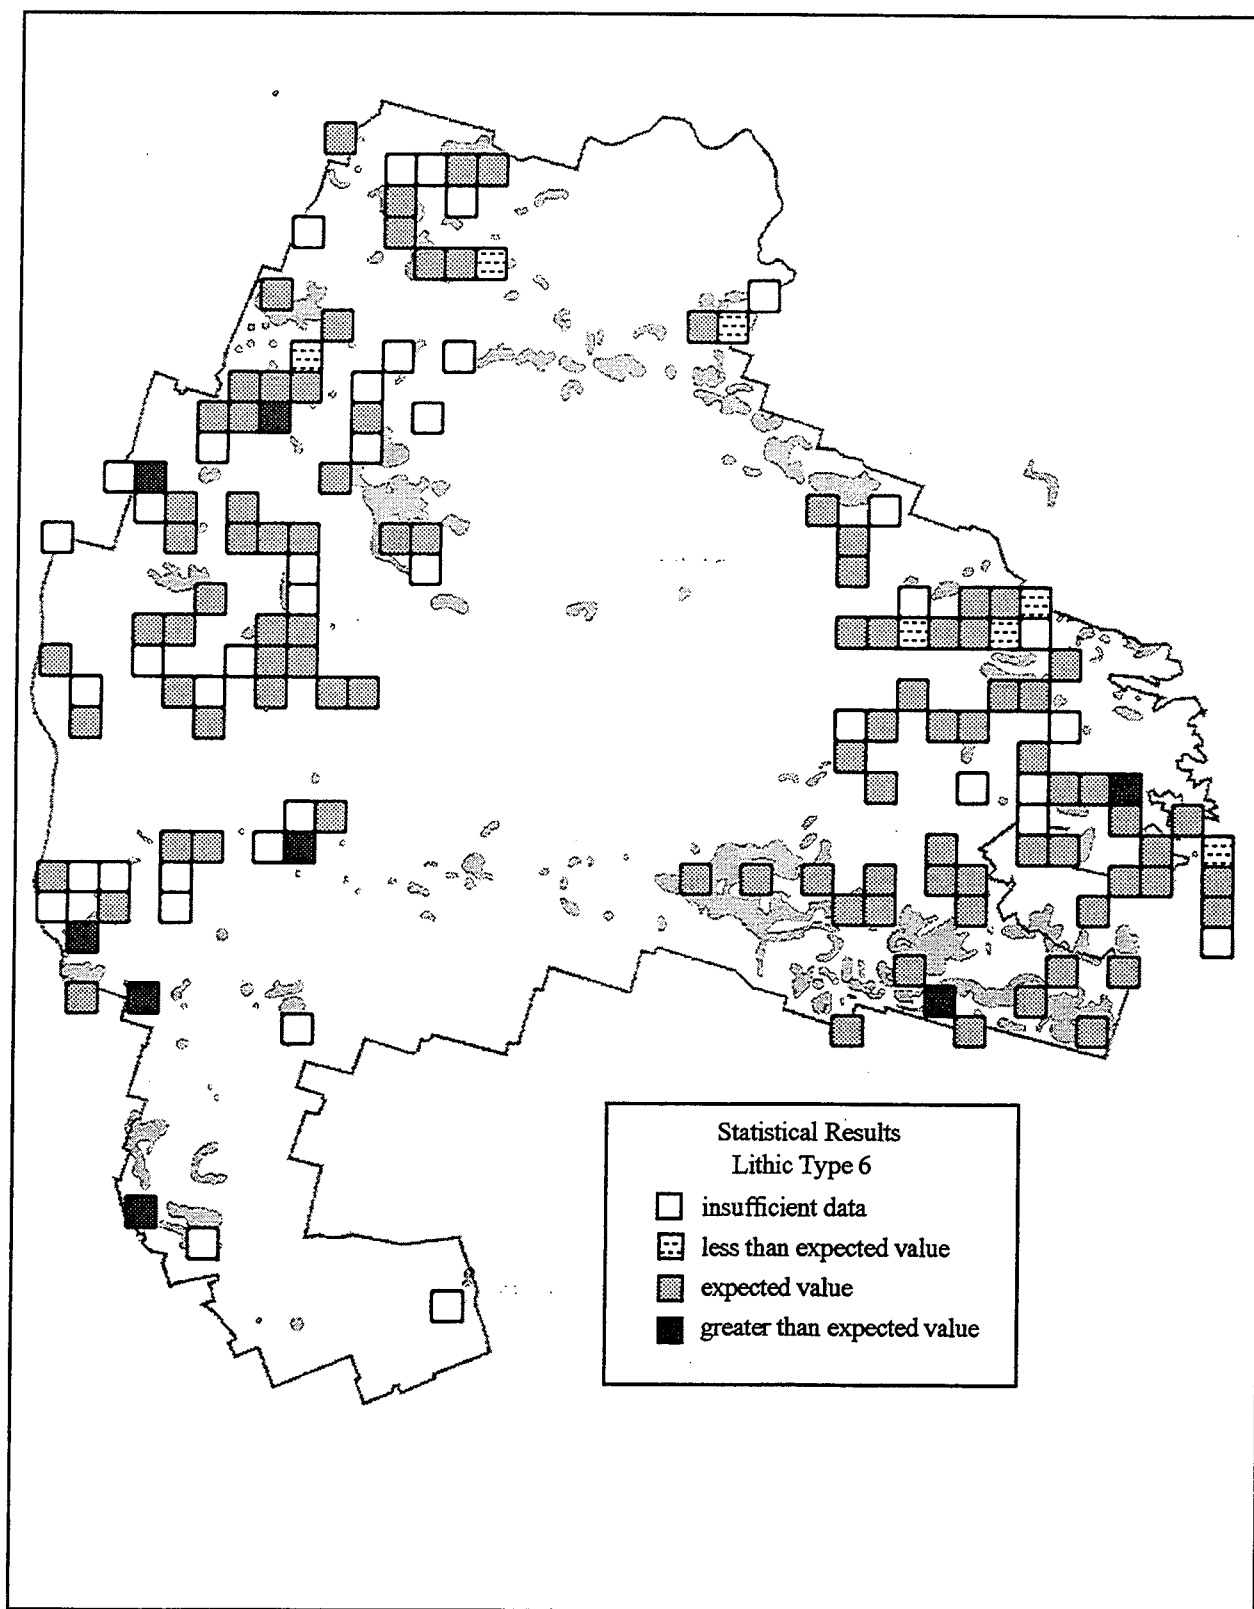 Statistical Results
Lithic Type 6
insufficient data
less than expected value
expected value
greater than expected value